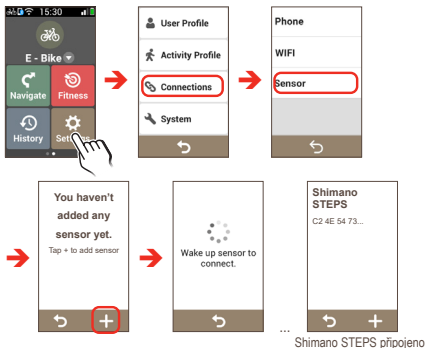 15:30
E - Bike
Navigate
Fitness
History
Settings
User Profile
Activity Profile
Connections
System
Phone
WIFI
Sensor
You haven't
added any
sensor yet.
Tap + to add sensor
Wake up sensor to
connect.
...
Shimano
STEPS
C2 4E 54 73...
Shimano STEPS připojeno